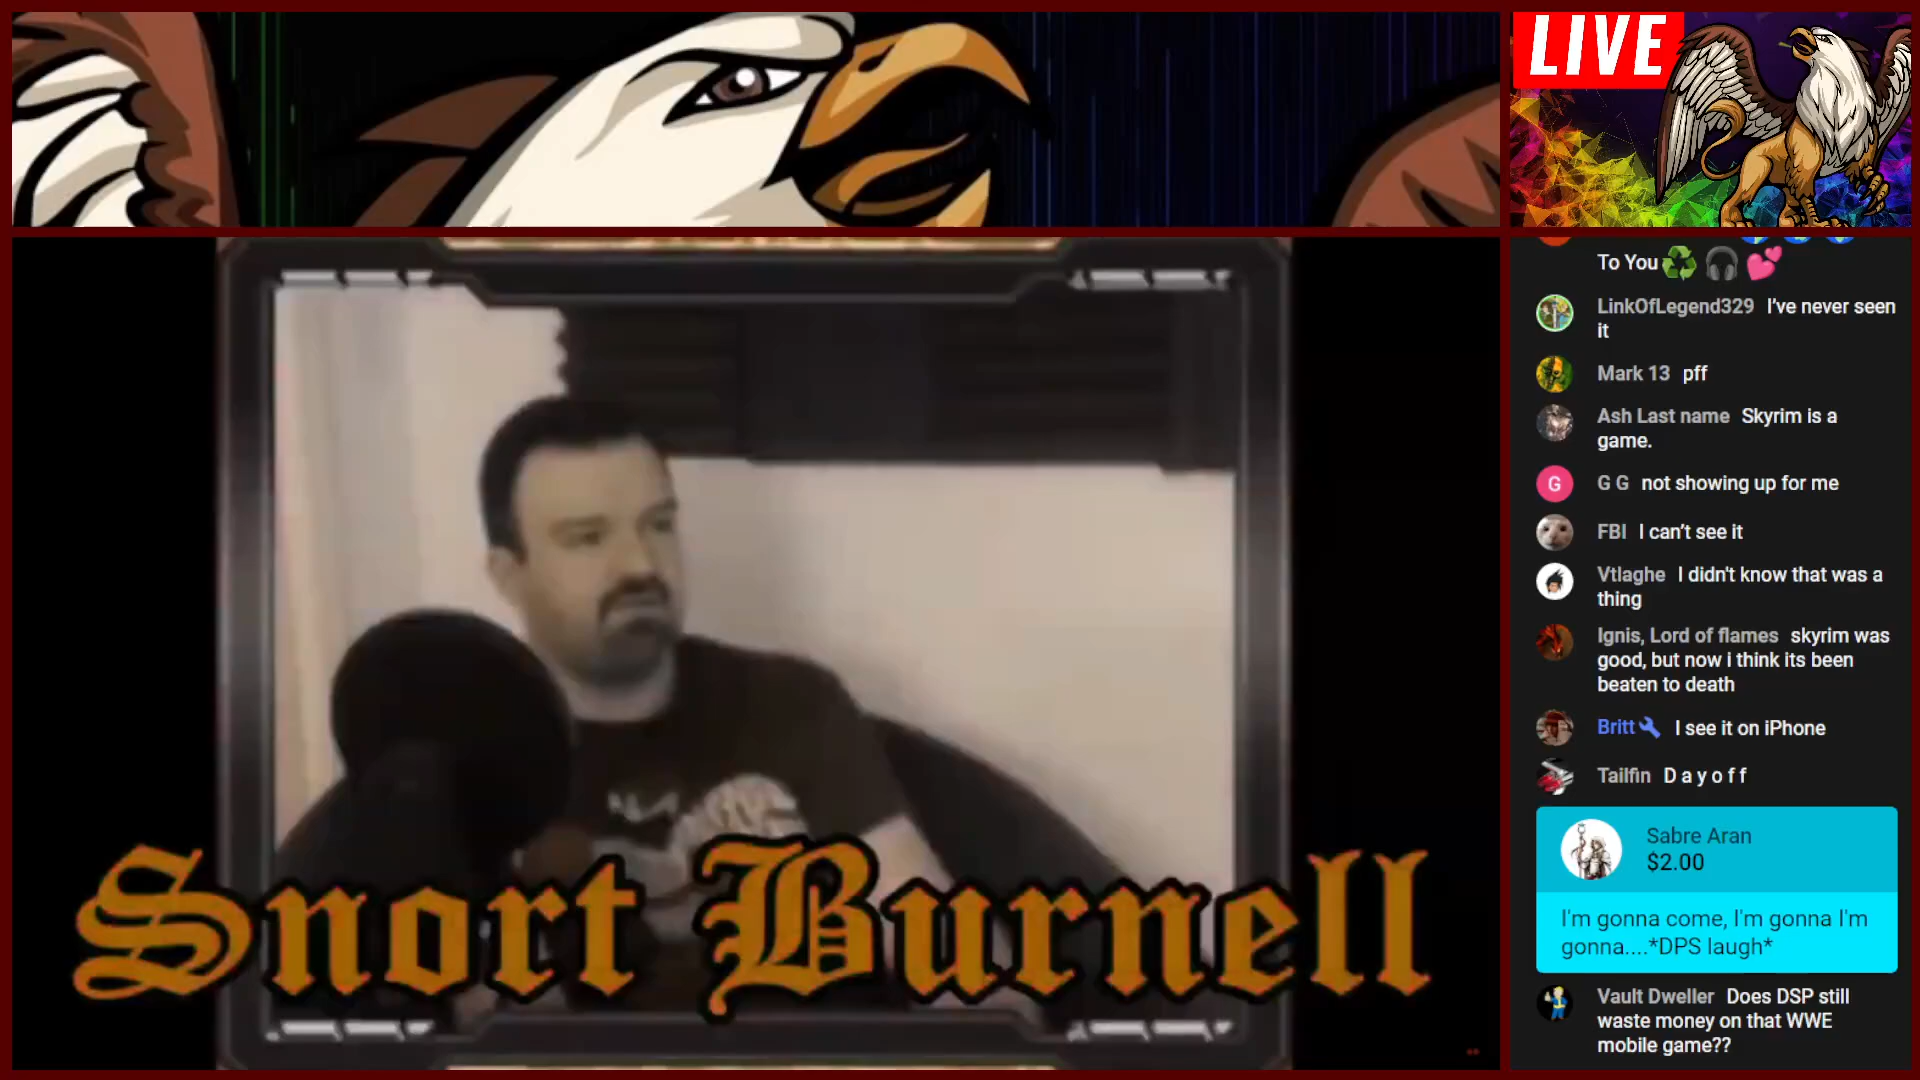 LIVE
Snort Burnell
To You
LinkOfLegend329 I've never seen
it
Mark 13 pff
Ash Last name Skyrim is a
game.
G
G G not showing up for me
FBI I can't see it
Vtlaghe I didn't know that was a
thing
Ignis, Lord of flames skyrim was
good, but now i think its been
beaten to death
Britt I see it on iPhone
Tailfin D a y o f f
Sabre Aran
$2.00
I'm gonna come, I'm gonna I'm
gonna....*DPS laugh*
Vault Dweller Does DSP still
waste money on that WWE
mobile game??